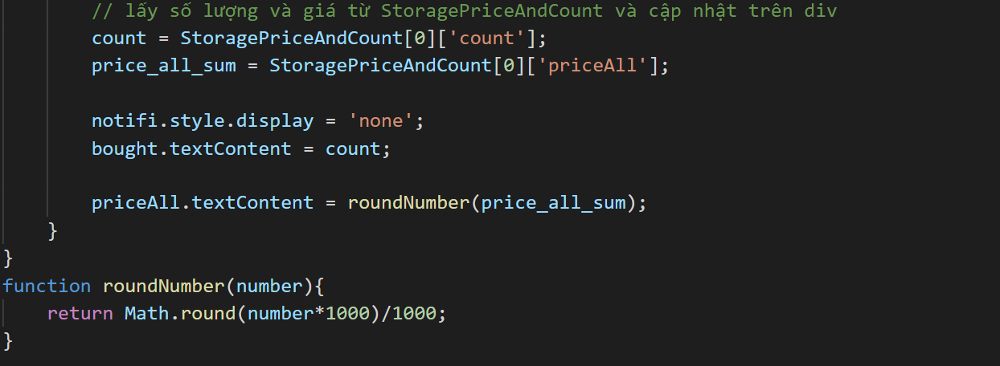 // lấy số lượng và giá từ StoragePriceAndCount và cập nhật trên div
count = StoragePriceAndCount[0]['count'];
price_all_sum = StoragePriceAndCount[0]['priceAll'];
notifi.style.display = 'none';
bought.textContent = count;
priceAll.textContent = roundNumber(price_all_sum);
}
}
function roundNumber(number){
return Math.round(number*1000)/1000;
}